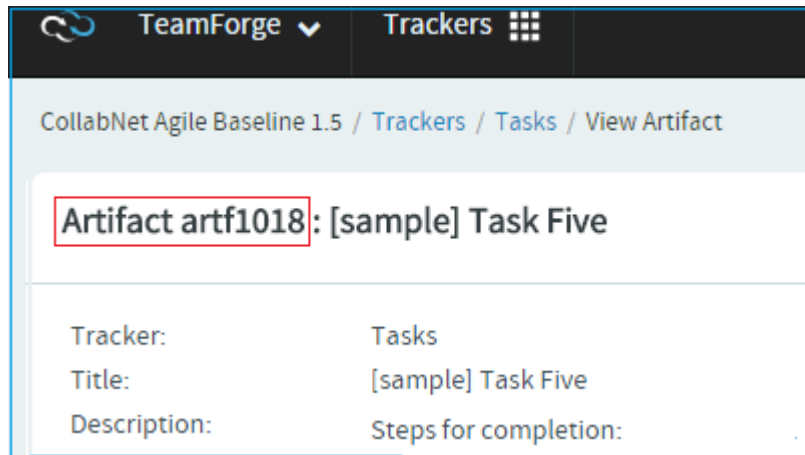 TeamForge Trackers
CollabNet Agile Baseline 1.5 / Trackers / Tasks / View Artifact
Artifact artf1018 : [sample] Task Five
Tracker: Tasks
Title: [sample] Task Five
Description: Steps for completion: